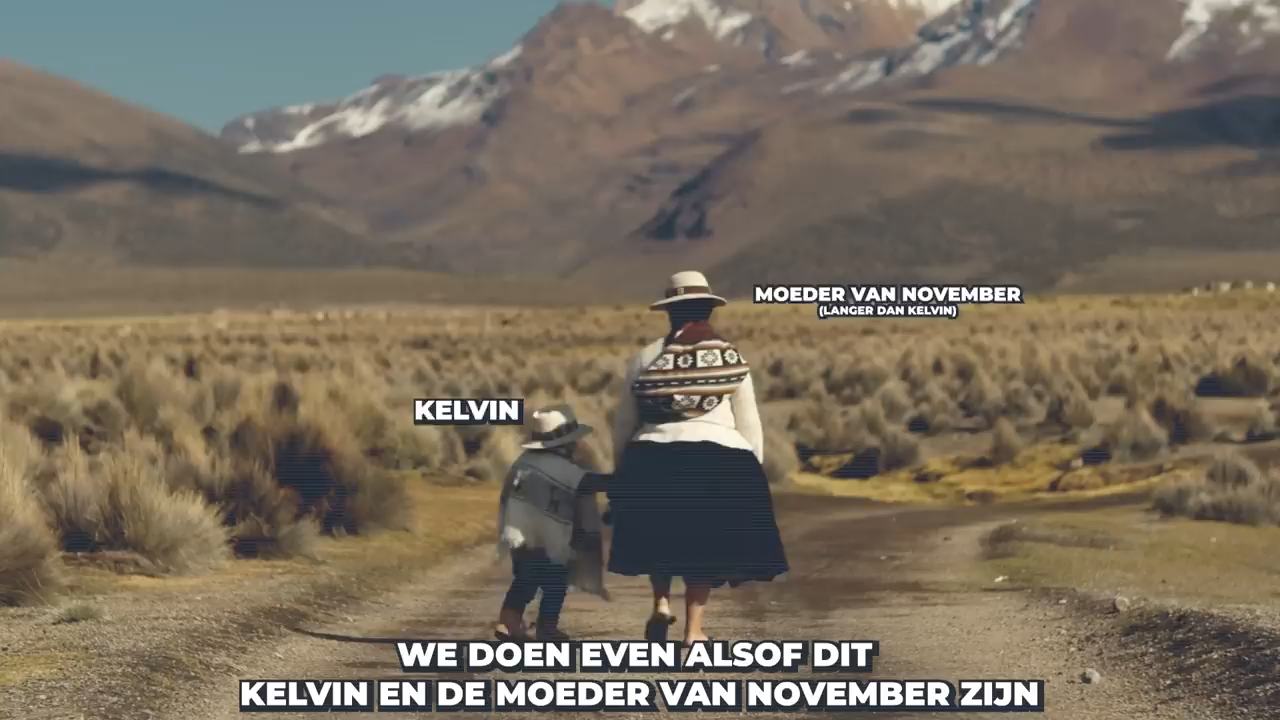 MOEDER VAN NOVEMBER
(LANGER DAN KELVIN)
KELVIN
WE DOEN EVEN ALSOF DIT
KELVIN EN DE MOEDER VAN NOVEMBER ZIJN